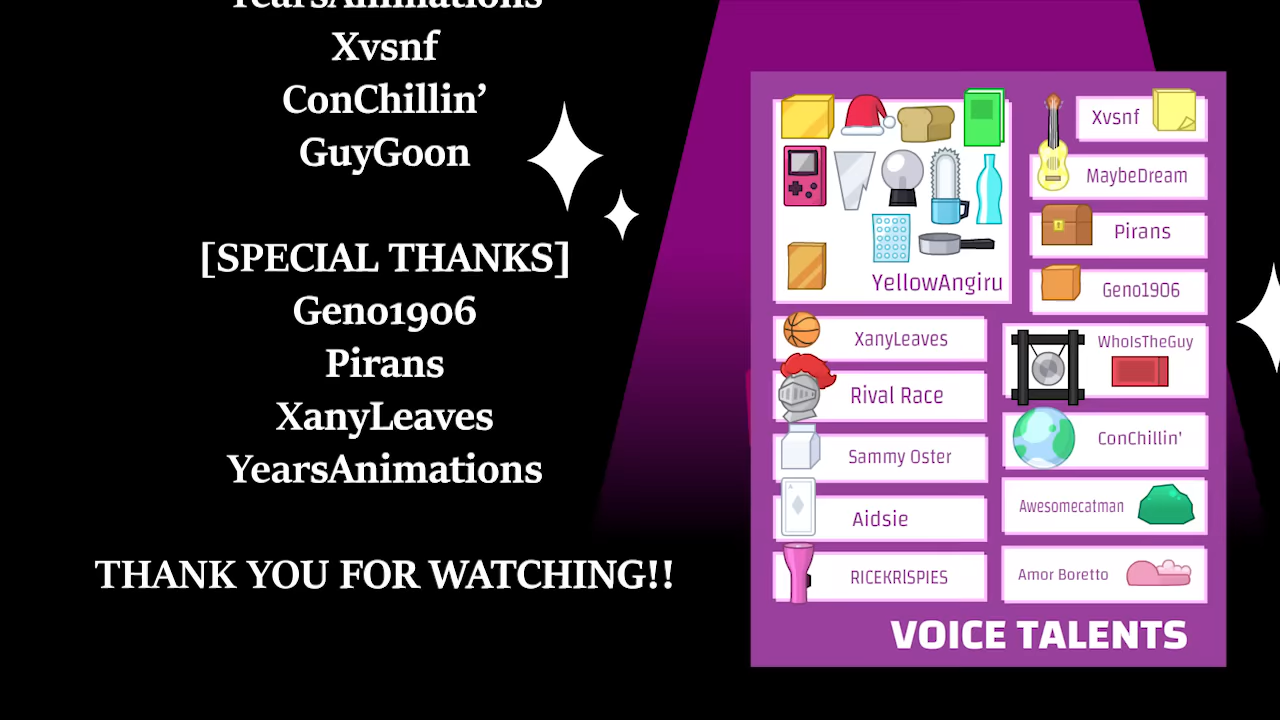 YearsAnimations
Xvsnf
ConChillin’
GuyGoon
[SPECIAL THANKS]
Geno1906
Pirans
XanyLeaves
YearsAnimations
THANK YOU FOR WATCHING!!
YellowAngiru
XanyLeaves
Rival Race
Sammy Oster
Aidsie
RICEKRISPIES
Xvsnf
MaybeDream
Pirans
Geno1906
WhoIsTheGuy
ConChillin'
Awesomecatman
Amor Boretto
VOICE TALENTS